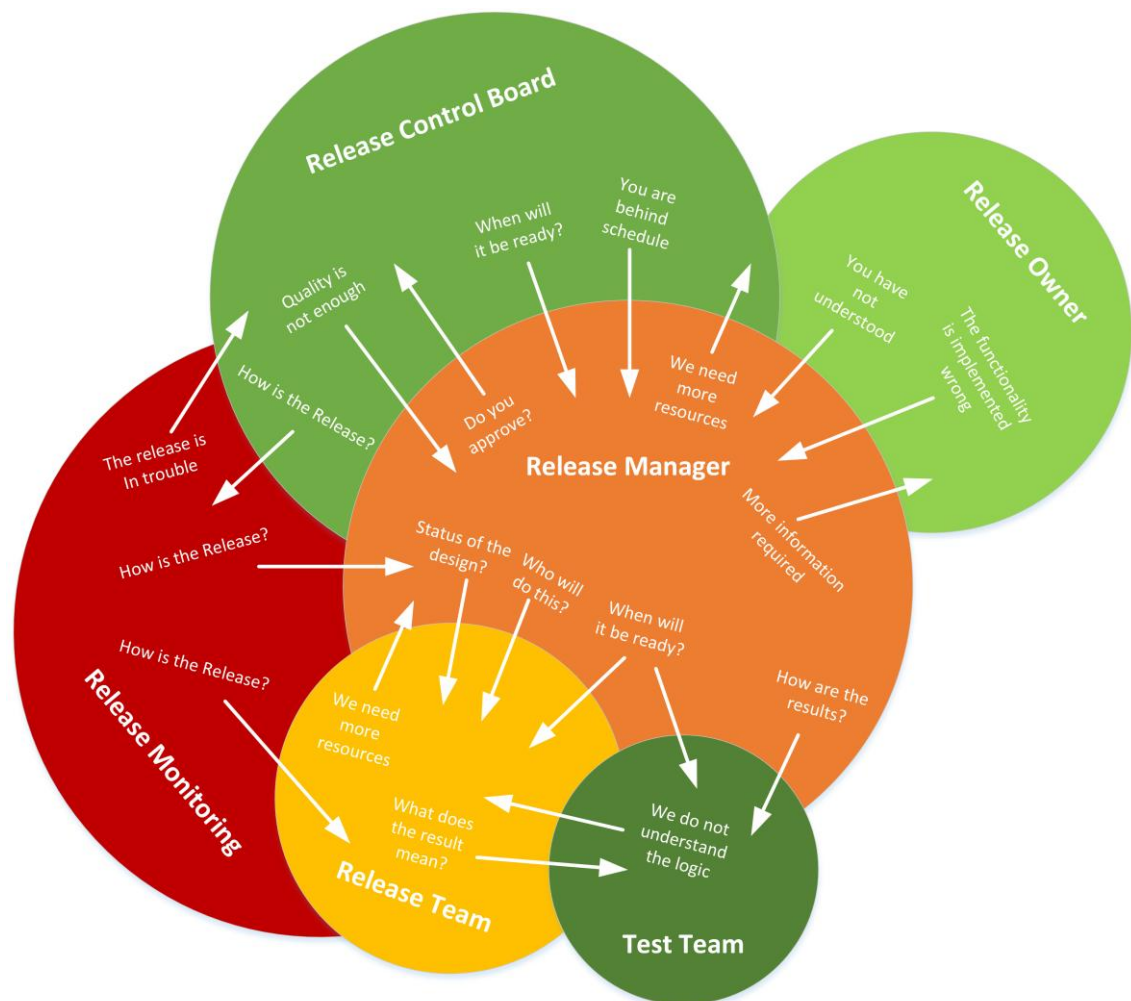 Release Control Board
You are
behind
schedule
When will
it be ready?
Quality is
not enough
How is the Release?
Do you
approve?
We need
more
resources
Release Owner
You have
not
understood
The functionality
is implemented
wrong
Release Manager
More information
required
The release is
In trouble
How is the Release?
How is the Release?
Release Monitoring
Status of the
design?
Who will
do this?
When will
it be ready?
How are the
results?
We need
more
resources
What does
the result
mean?
Release Team
We do not
understand
the logic
Test Team